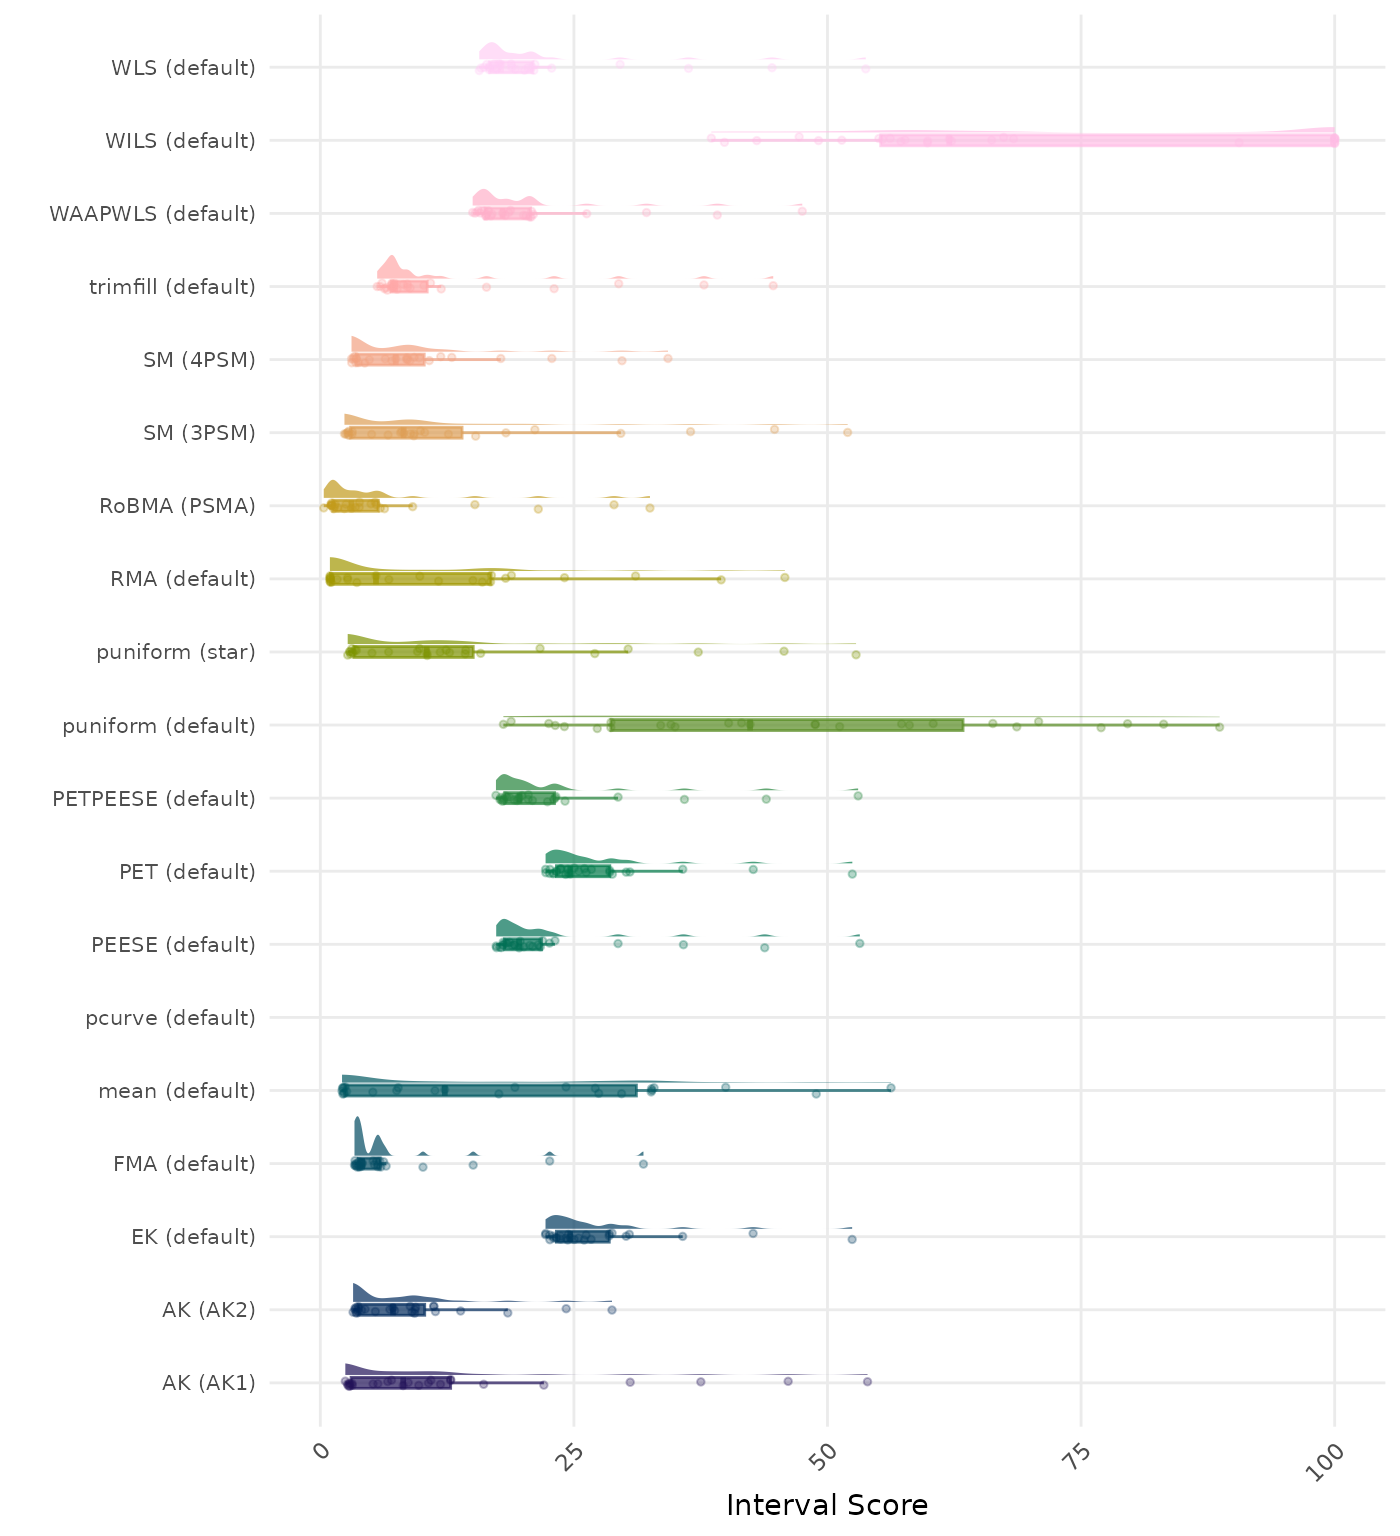 WLS (default)
WILS (default)
WAAPWLS (default)
trimfill (default)
SM (4PSM)
SM (3PSM)
RoBMA (PSMA)
RMA (default)
puniform (star)
puniform (default)
PETPEESE (default)
PET (default)
PEESE (default)
pcurve (default)
mean (default)
FMA (default)
EK (default)
AK (AK2)
AK (AK1)
0 25 50 75 100
Interval Score